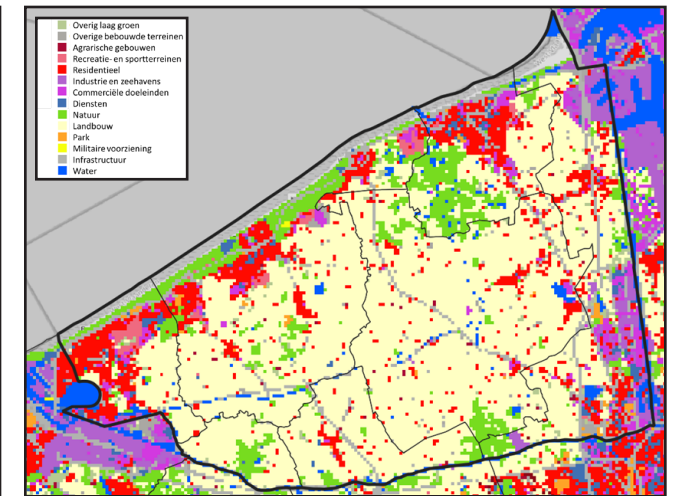 Overig laag groen
Overige bebouwde terreinen
Agrarische gebouwen
Recreatie- en sportterreinen
Residentieel
Industrie en zeehavens
Commerciële doeleinden
Diensten
Natuur
Landbouw
Park
Militaire voorziening
Infrastructuur
Water